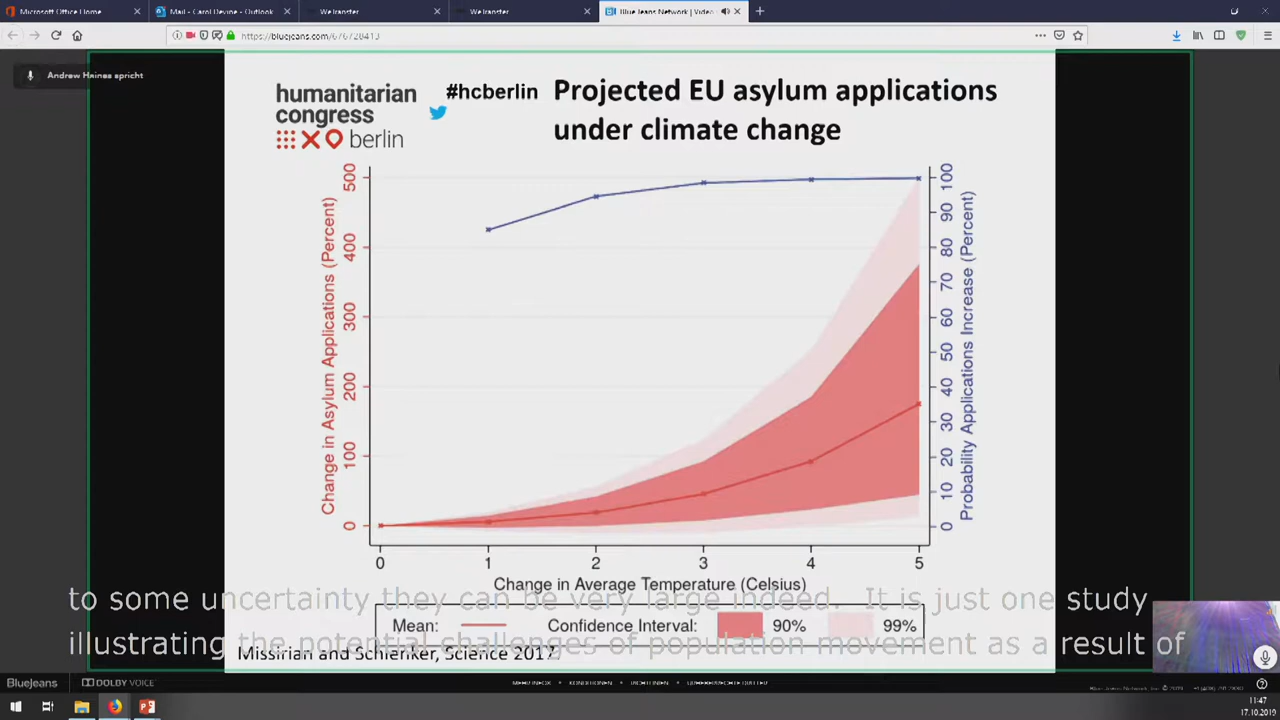 Microsoft Office Home
Mail - Carol Devine - Outlook
WeTransfer
WeTransfer
BlueJeans Network | Video
https://bluejeans.com/676728413
Andrew Haines spricht
humanitarian
congress
berlin
#hcberlin
Projected EU asylum applications
under climate change
Change in Asylum Applications (Percent)
500
400
300
200
100
0
Probability Applications Increase (Percent)
100
90
80
70
60
50
40
30
20
10
0
0 1 2 3 4 5
Change in Average Temperature (Celsius)
to some uncertainty they can be very large indeed. It is just one study
Mean: Confidence Interval: 90% 99%
illustrating the potential challenges of population movement as a result of
Missirian and Schlenker, Science 2017
BlueJeans DOLBY VOICE
11:47
17.10.2019